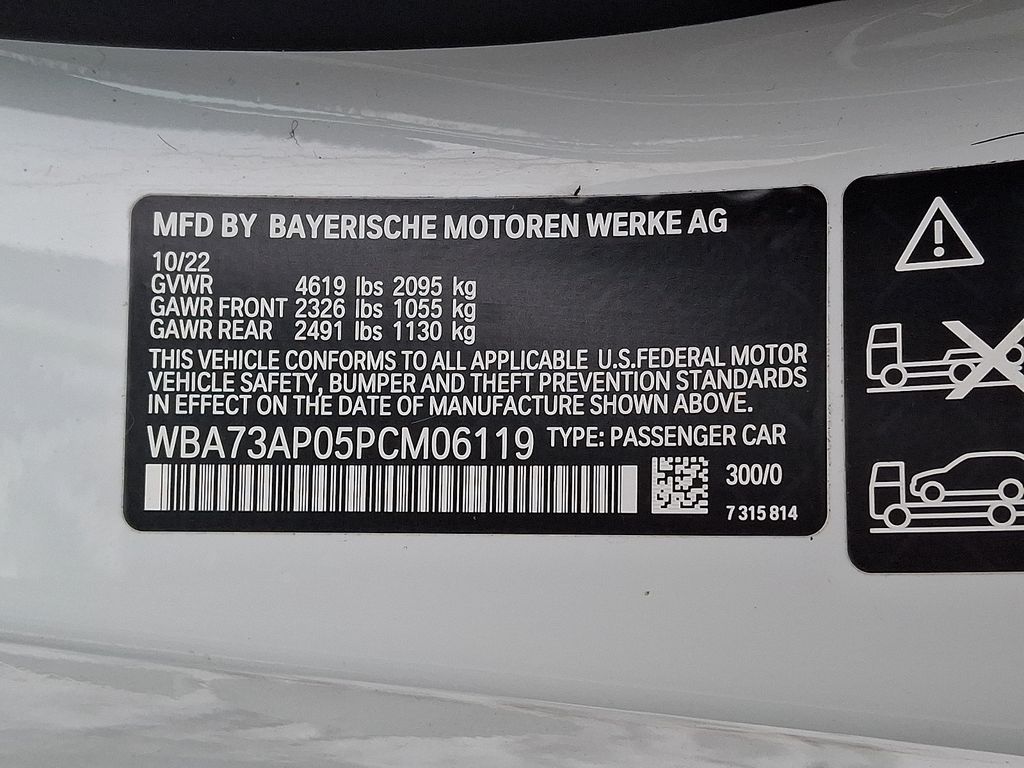 MFD BY BAYERISCHE MOTOREN WERKE AG
10/22
GVWR 4619 lbs 2095 kg
GAWR FRONT 2326 lbs 1055 kg
GAWR REAR 2491 lbs 1130 kg
THIS VEHICLE CONFORMS TO ALL APPLICABLE U.S.FEDERAL MOTOR
VEHICLE SAFETY, BUMPER AND THEFT PREVENTION STANDARDS
IN EFFECT ON THE DATE OF MANUFACTURE SHOWN ABOVE.
WBA73AP05PCM06119 TYPE: PASSENGER CAR
300/0
7 315 814